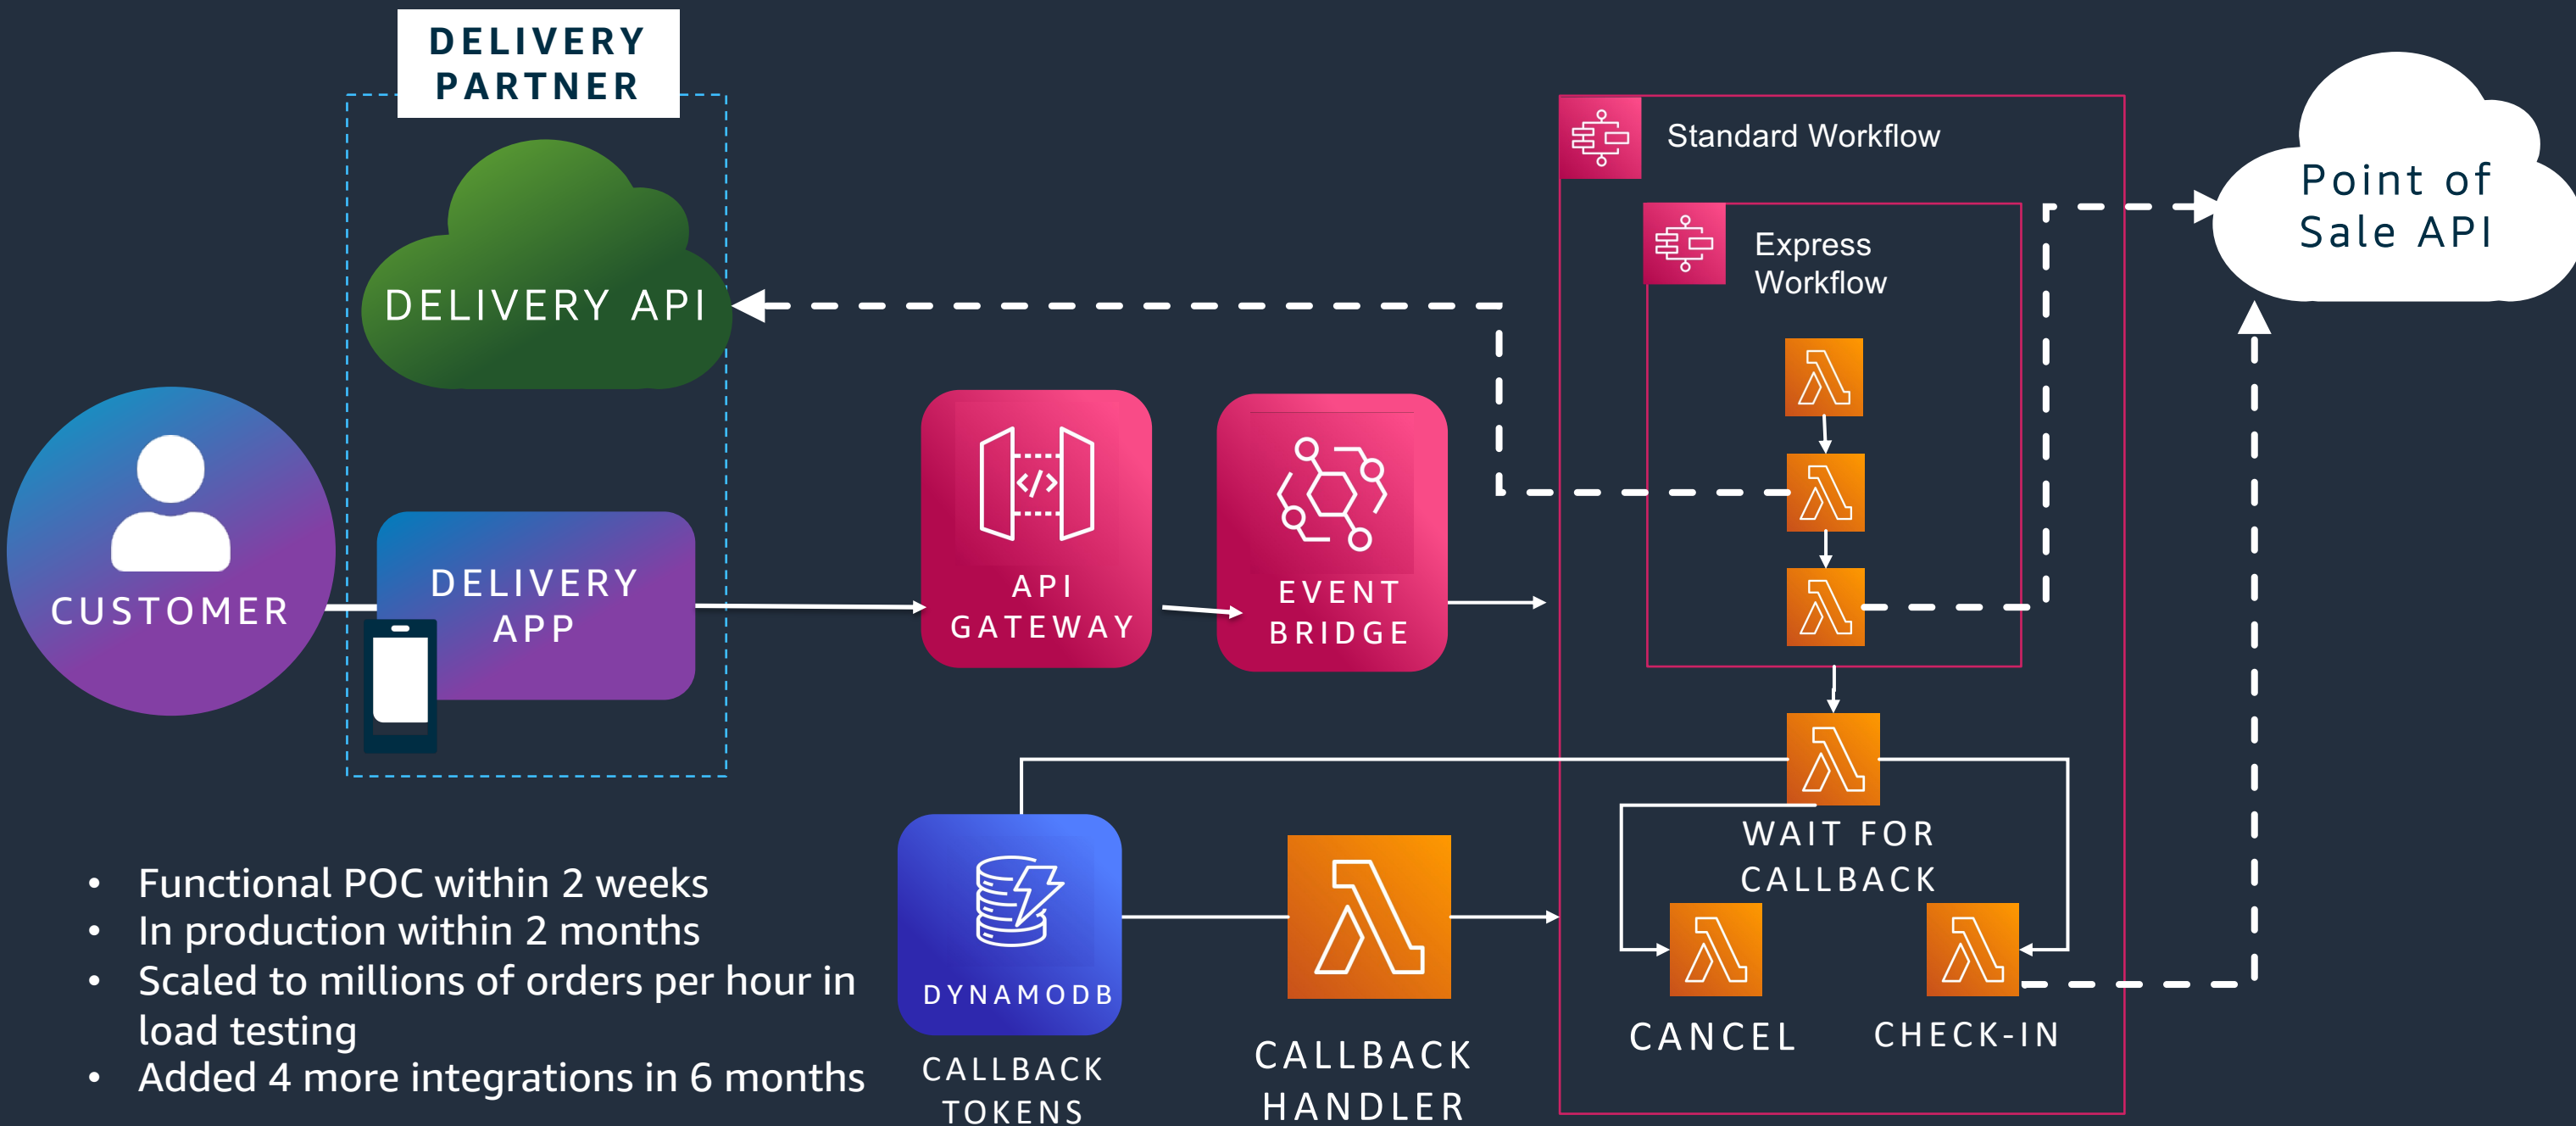 DELIVERY
PARTNER
DELIVERY API
CUSTOMER
DELIVERY
APP
API
GATEWAY
EVENT
BRIDGE
Standard Workflow
Express
Workflow
Point of
Sale API
WAIT FOR
CALLBACK
CANCEL
CHECK-IN
DYNAMODB
CALLBACK
TOKENS
CALLBACK
HANDLER
• Functional POC within 2 weeks
• In production within 2 months
• Scaled to millions of orders per hour in
load testing
• Added 4 more integrations in 6 months